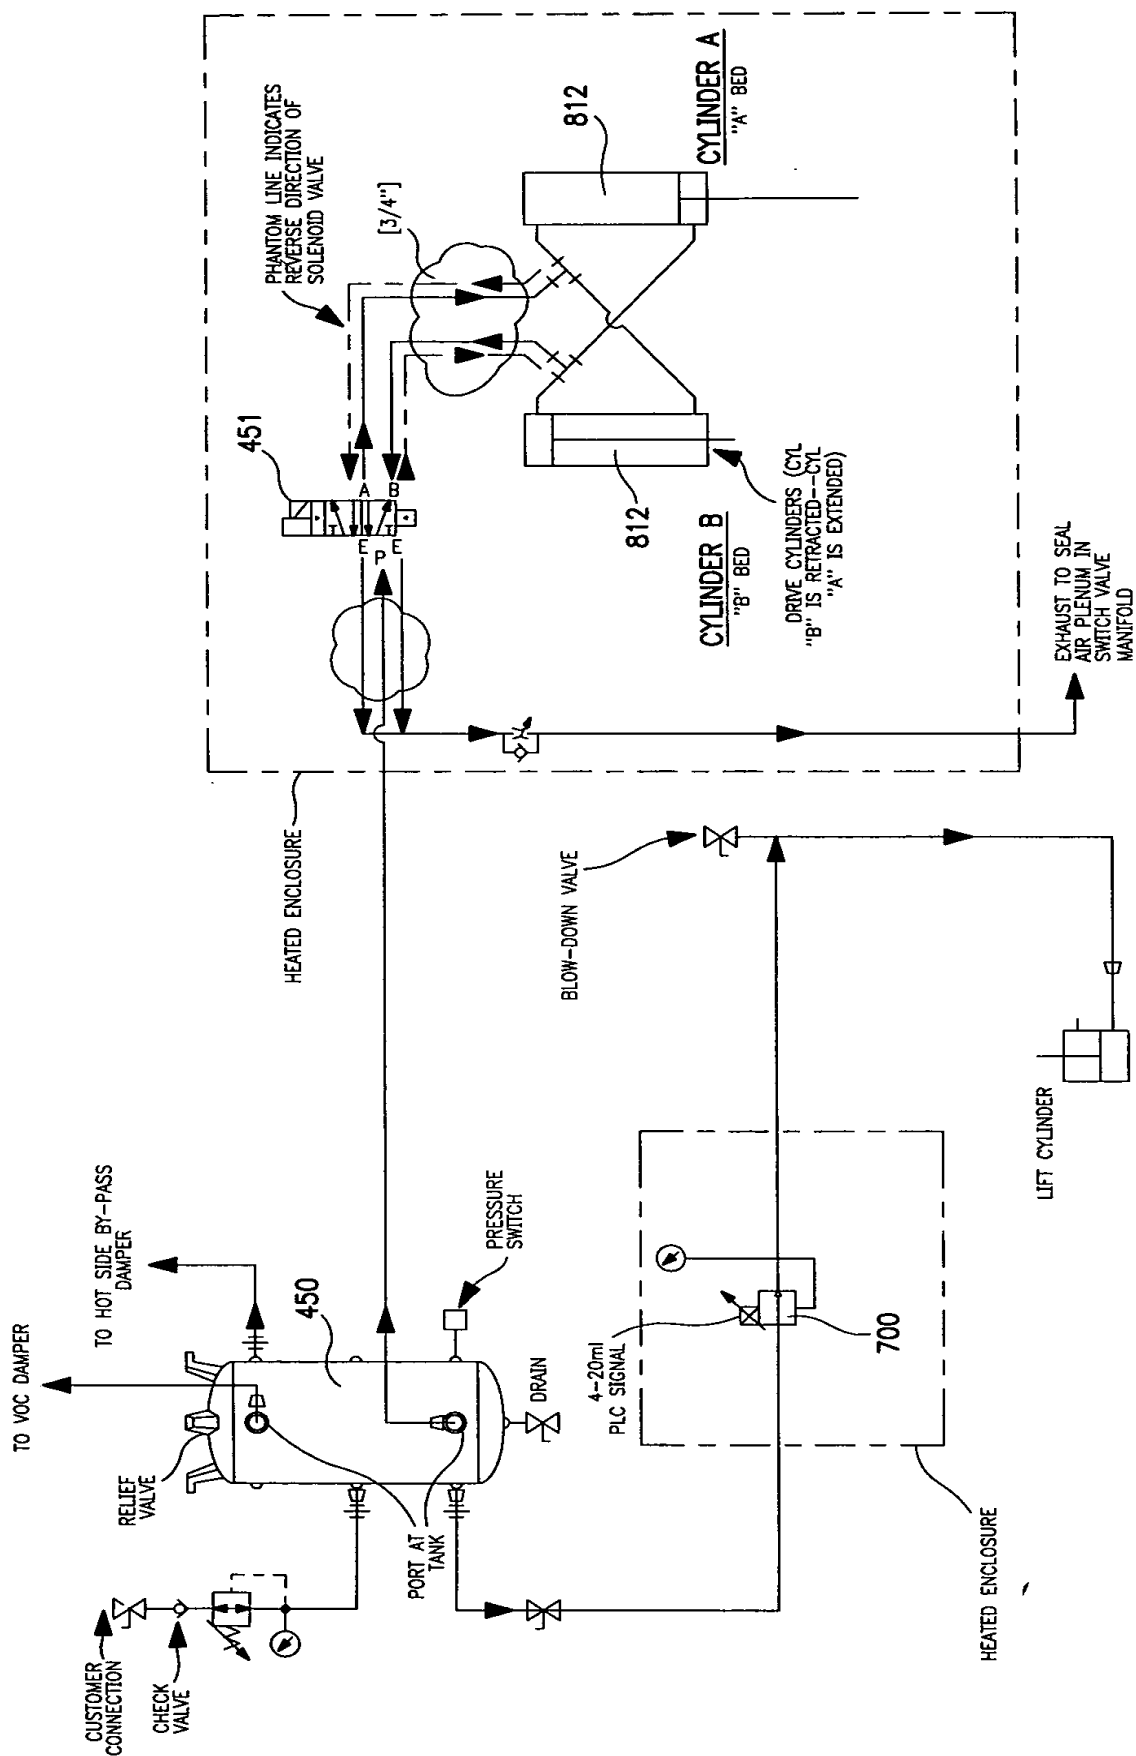 CUSTOMER
CONNECTION
CHECK
VALVE
RELIEF
VALVE
TO VOC DAMPER
TO HOT SIDE BY-PASS
DAMPER
450
PORT AT
TANK
DRAIN
PRESSURE
SWITCH
4-20ml
PLC SIGNAL
700
HEATED ENCLOSURE
LIFT CYLINDER
BLOW-DOWN VALVE
HEATED ENCLOSURE
EXHAUST TO SEAL
AIR PLENUM IN
SWITCH VALVE
MANIFOLD
451
PHANTOM LINE INDICATES
REVERSE DIRECTION OF
SOLENOID VALVE
[3/4"]
A
B
E
P
E
812
CYLINDER A
"A" BED
812
CYLINDER B
"B" BED
DRIVE CYLINDERS (CYL
"B" IS RETRACTED--CYL
"A" IS EXTENDED)